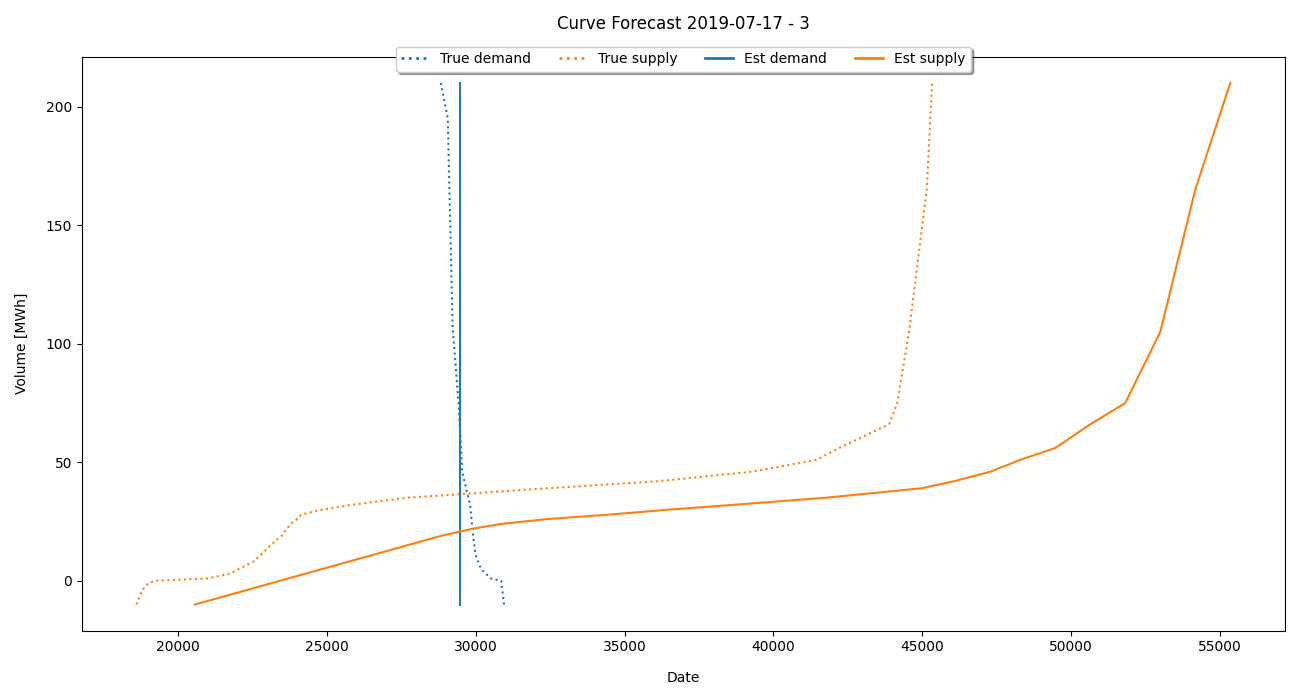 Curve Forecast 2019-07-17 - 3
True demand True supply Est demand Est supply
200
150
100
50
0
Volume [MWh]
20000 25000 30000 35000 40000 45000 50000 55000
Date